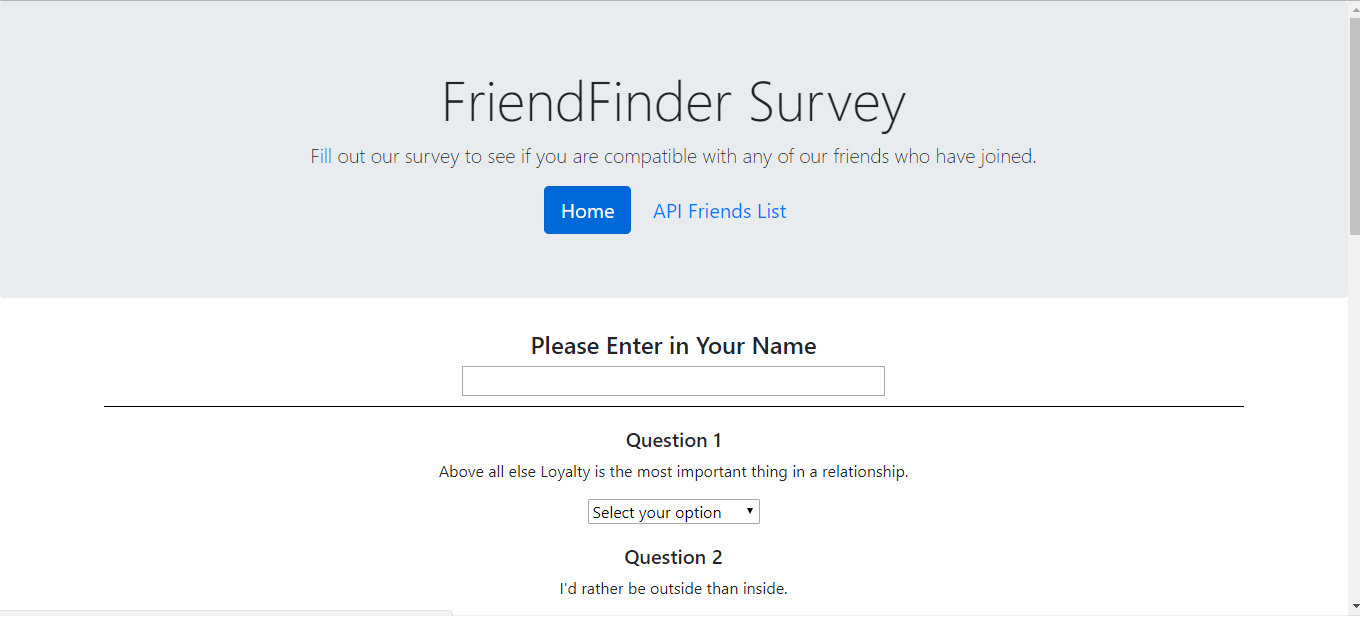 FriendFinder Survey
Fill out our survey to see if you are compatible with any of our friends who have joined.
Home API Friends List
Please Enter in Your Name
Question 1
Above all else Loyalty is the most important thing in a relationship.
Select your option
Question 2
I'd rather be outside than inside.